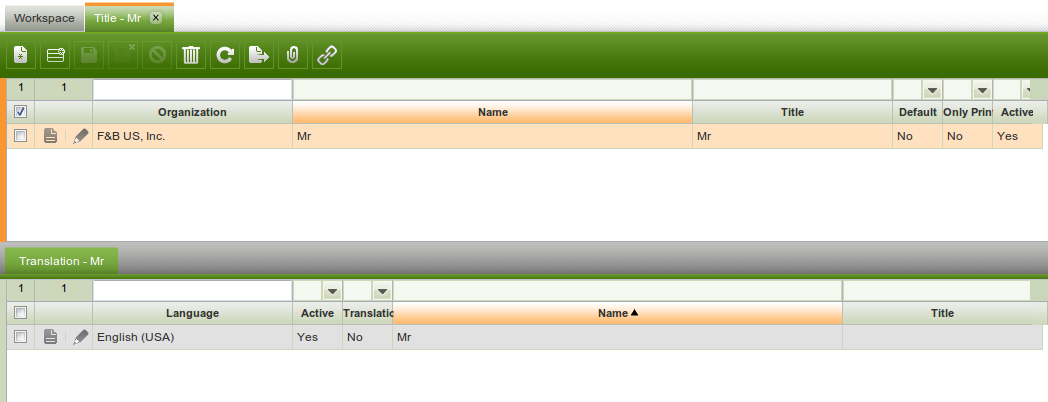 Workspace Title - Mr X
1 1
Organization Name Title Default Only Prin Active
F&B US, Inc. Mr Mr No No Yes
Translation - Mr
1 1
Language Active Translatio Name Title
English (USA) Yes No Mr